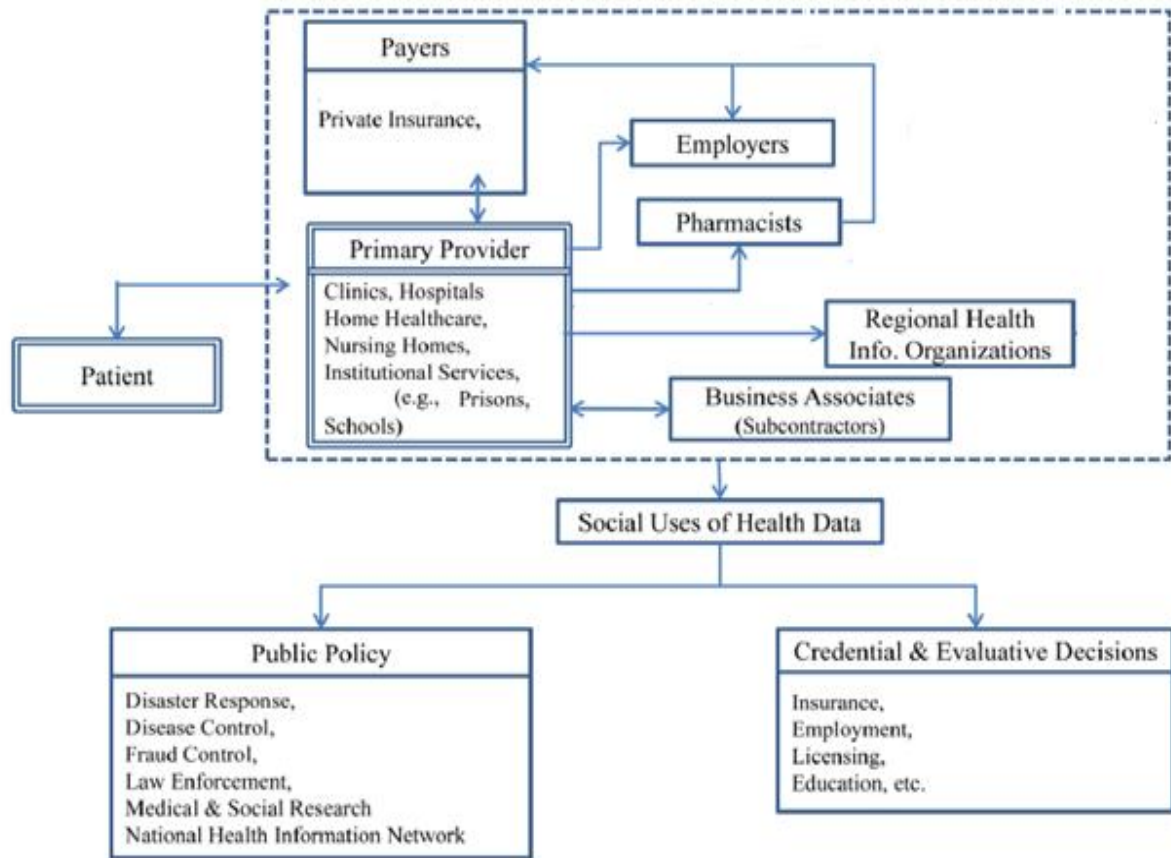 Payers
Private Insurance,
Employers
Pharmacists
Primary Provider
Clinics, Hospitals
Home Healthcare,
Nursing Homes,
Institutional Services,
(e.g., Prisons,
Schools)
Regional Health
Info. Organizations
Business Associates
(Subcontractors)
Patient
Social Uses of Health Data
Public Policy
Disaster Response,
Disease Control,
Fraud Control,
Law Enforcement,
Medical & Social Research
National Health Information Network
Credential & Evaluative Decisions
Insurance,
Employment,
Licensing,
Education, etc.